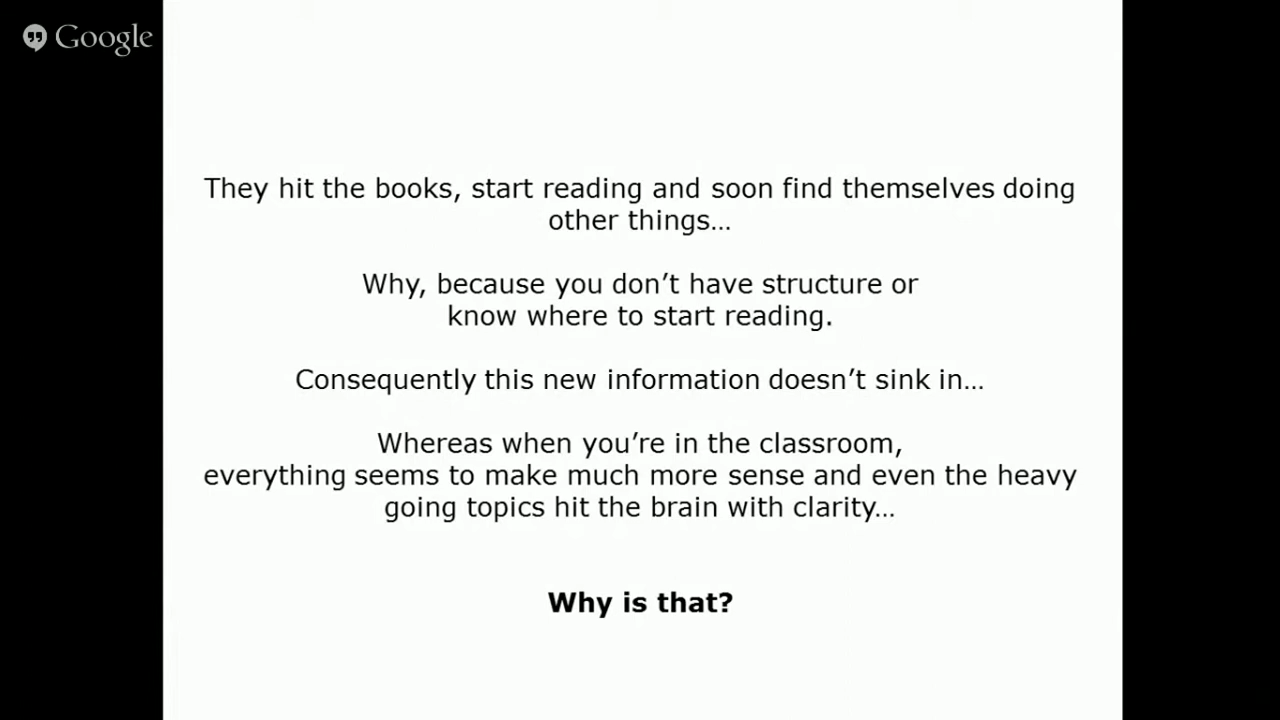 Google
They hit the books, start reading and soon find themselves doing
other things…
Why, because you don’t have structure or
know where to start reading.
Consequently this new information doesn’t sink in…
Whereas when you’re in the classroom,
everything seems to make much more sense and even the heavy
going topics hit the brain with clarity…
Why is that?